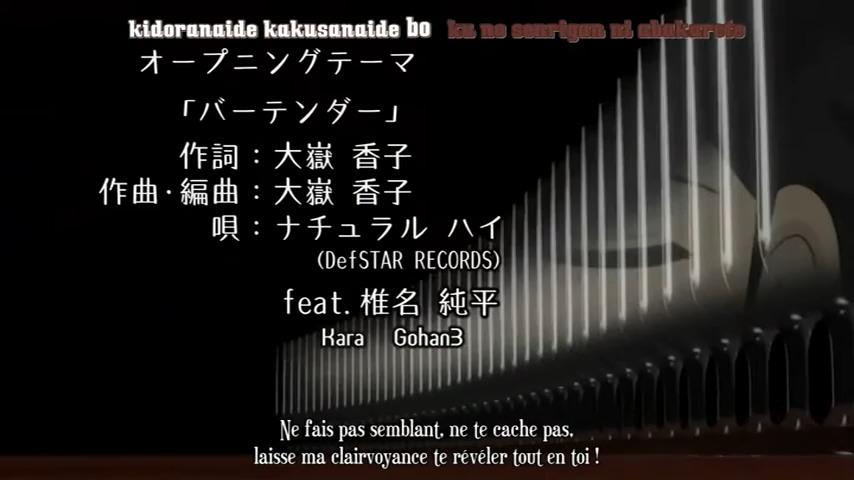 kidoranaide kakusanaide boku no senrigan ni abakarete
オープニングテーマ
「バーテンダー」
作詞：大嶽 香子
作曲・編曲：大嶽 香子
唄：ナチュラル ハイ
(DefSTAR RECORDS)
feat.椎名 純平
Kara Gohan3
Ne fais pas semblant, ne te cache pas,
laisse ma clairvoyance te révéler tout en toi !